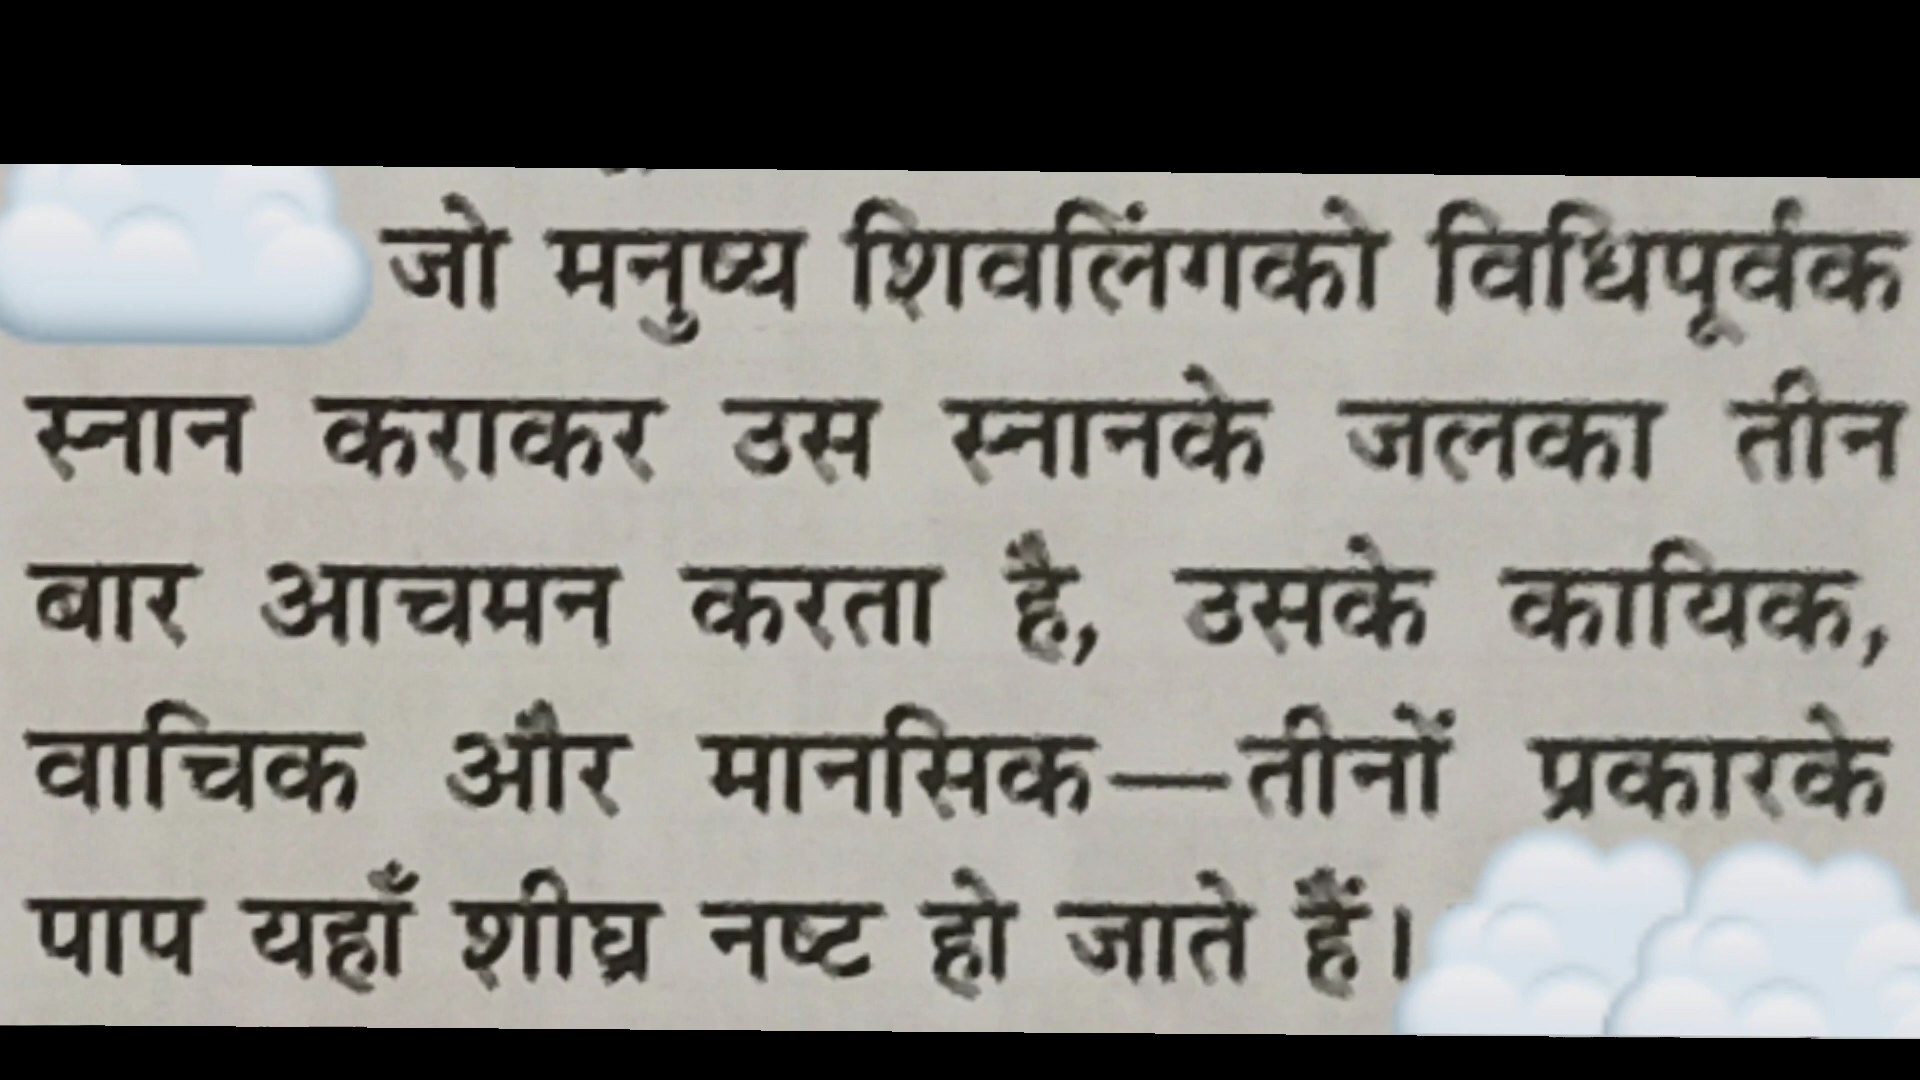 जो मनुष्य शिवलिंगको विधिपूर्वक
स्नान कराकर उस स्नानके जलका तीन
बार आचमन करता है, उसके कायिक,
वाचिक और मानसिक—तीनों प्रकारके
पाप यहाँ शीघ्र नष्ट हो जाते हैं।